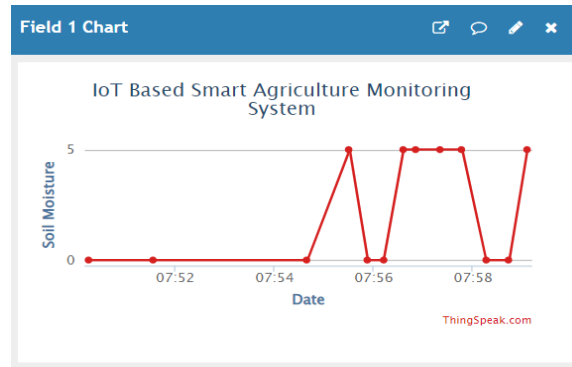 Field 1 Chart
IoT Based Smart Agriculture Monitoring
System
Soil Moisture
5
0
07:52 07:54 07:56 07:58
Date
ThingSpeak.com